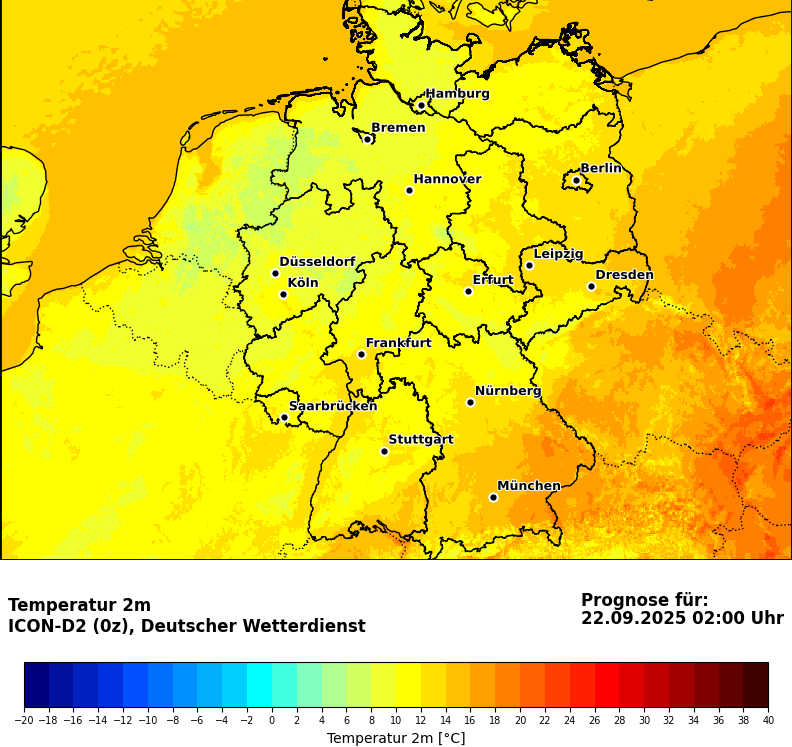 Hamburg
Bremen
Berlin
Hannover
Leipzig
Düsseldorf
Dresden
Köln
Erfurt
Frankfurt
Nürnberg
Saarbrücken
Stuttgart
München
Temperatur 2m
ICON-D2 (0z), Deutscher Wetterdienst
Prognose für:
22.09.2025 02:00 Uhr
−20 −18 −16 −14 −12 −10 −8 −6 −4 −2 0 2 4 6 8 10 12 14 16 18 20 22 24 26 28 30 32 34 36 38 40
Temperatur 2m [°C]